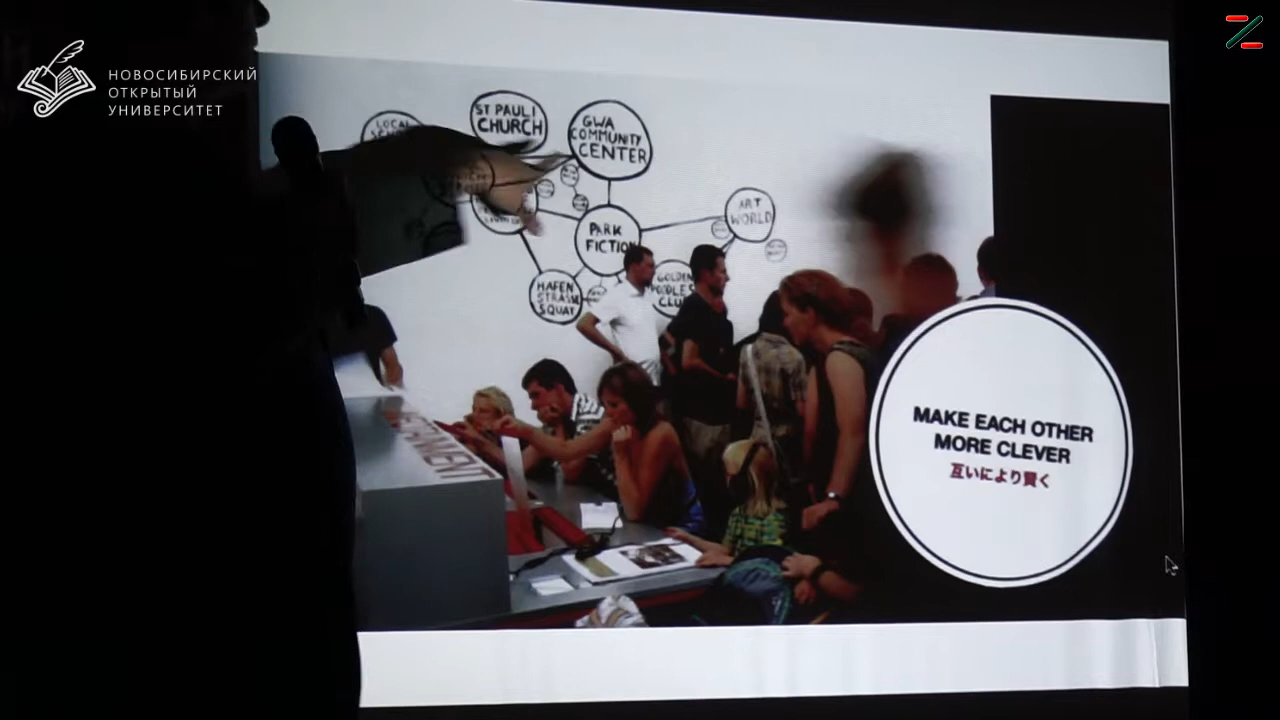 НОВОСИБИРСКИЙ
ОТКРЫТЫЙ
УНИВЕРСИТЕТ
LOCAL
ST PAULI
CHURCH
GWA
COMMUNITY
CENTER
ART
WORLD
PARK
FICTION
HAFEN
STRASSE
SQUAT
GOLDEN
CLUB
MAKE EACH OTHER
MORE CLEVER
互いにより賢く